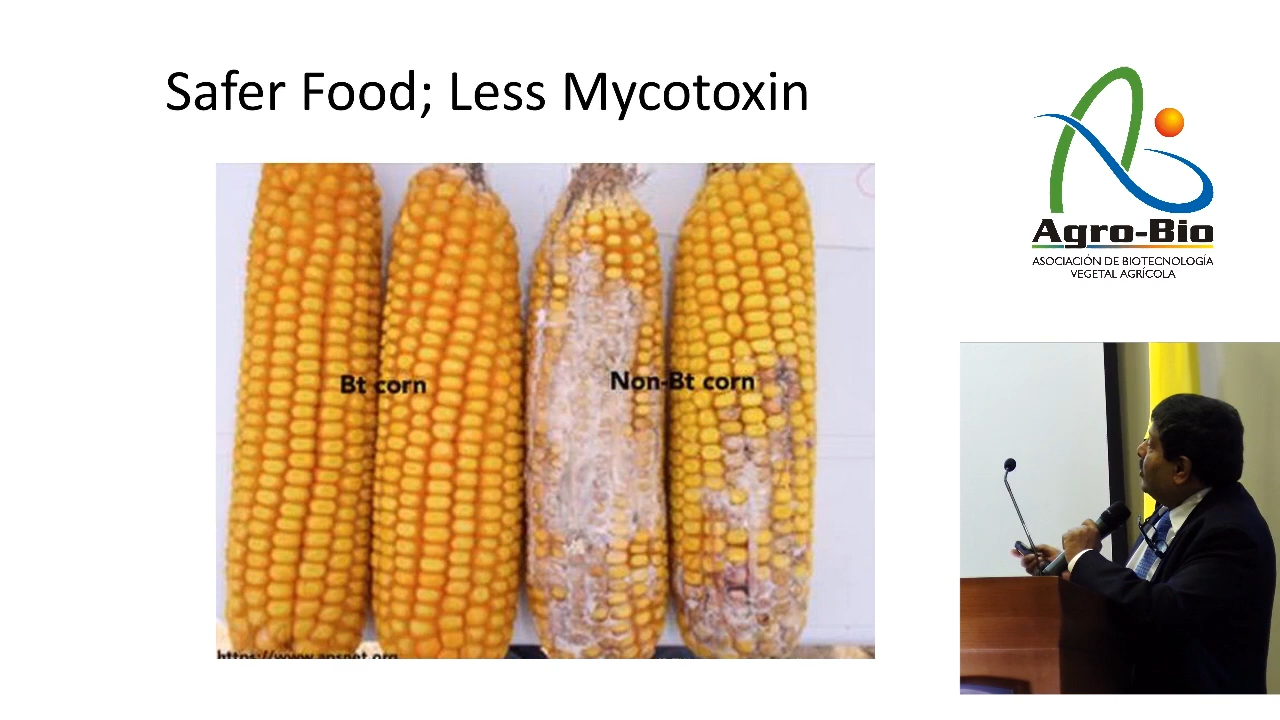 Safer Food; Less Mycotoxin
Bt corn
Non-Bt corn
https://www.apsnet.org
Agro-Bio
ASOCIACIÓN DE BIOTECNOLOGÍA
VEGETAL AGRÍCOLA